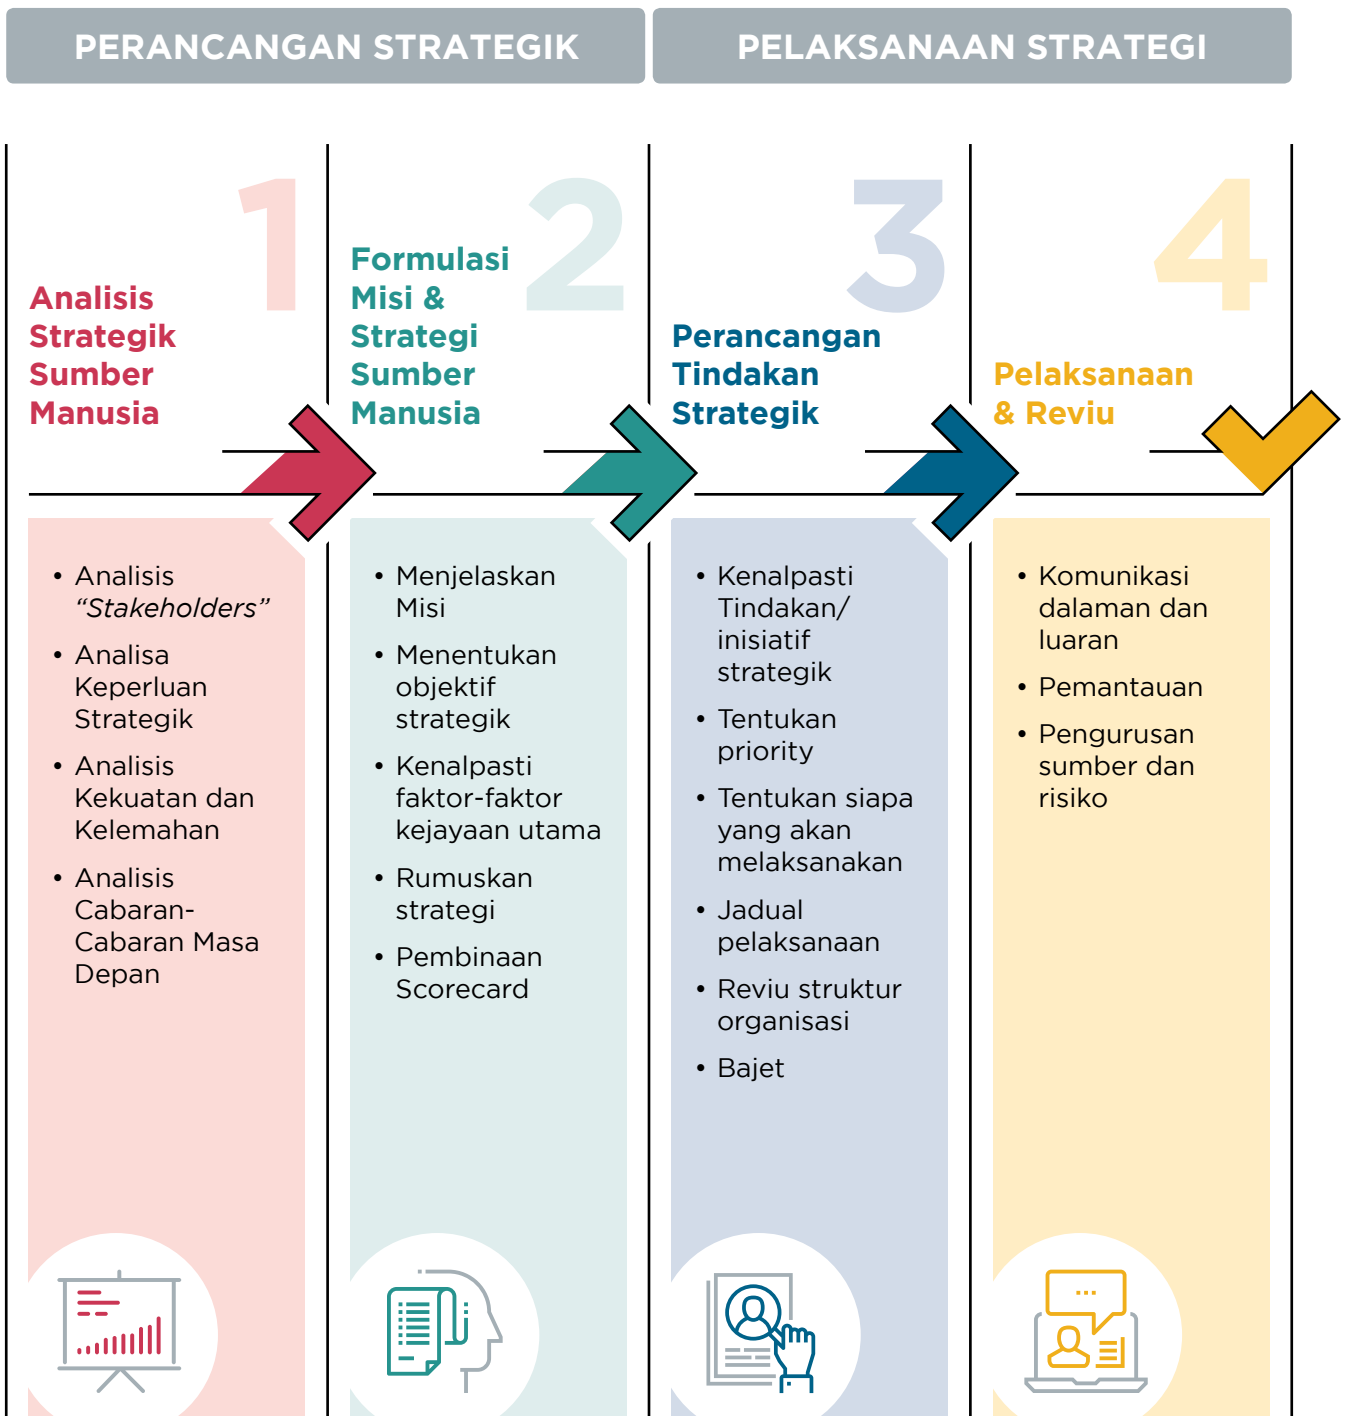 PERANCANGAN STRATEGIK
PELAKSANAAN STRATEGI
1
Analisis
Strategik
Sumber
Manusia
• Analisis
“Stakeholders”
• Analisa
Keperluan
Strategik
• Analisis
Kekuatan dan
Kelemahan
• Analisis
Cabaran-
Cabaran Masa
Depan
2
Formulasi
Misi &
Strategi
Sumber
Manusia
• Menjelaskan
Misi
• Menentukan
objektif
strategik
• Kenalpasti
faktor-faktor
kejayaan utama
• Rumuskan
strategi
• Pembinaan
Scorecard
3
Perancangan
Tindakan
Strategik
• Kenalpasti
Tindakan/
inisiatif
strategik
• Tentukan
priority
• Tentukan siapa
yang akan
melaksanakan
• Jadual
pelaksanaan
• Reviu struktur
organisasi
• Bajet
4
Pelaksanaan
& Reviu
• Komunikasi
dalaman dan
luaran
• Pemantauan
• Pengurusan
sumber dan
risiko